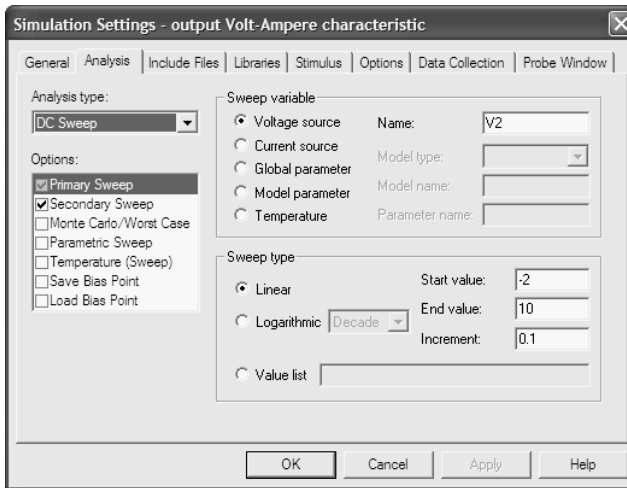 Simulation Settings - output Volt-Ampere characteristic
General Analysis Include Files Libraries Stimulus Options Data Collection Probe Window
Analysis type:
DC Sweep
Options:
Primary Sweep
Secondary Sweep
Monte Carlo/Worst Case
Parametric Sweep
Temperature (Sweep)
Save Bias Point
Load Bias Point
Sweep variable
Voltage source
Current source
Global parameter
Model parameter
Temperature
Name: V2
Model type:
Model name:
Parameter name:
Sweep type
Linear
Logarithmic Decade
Value list
Start value: -2
End value: 10
Increment: 0.1
OK Cancel Apply Help